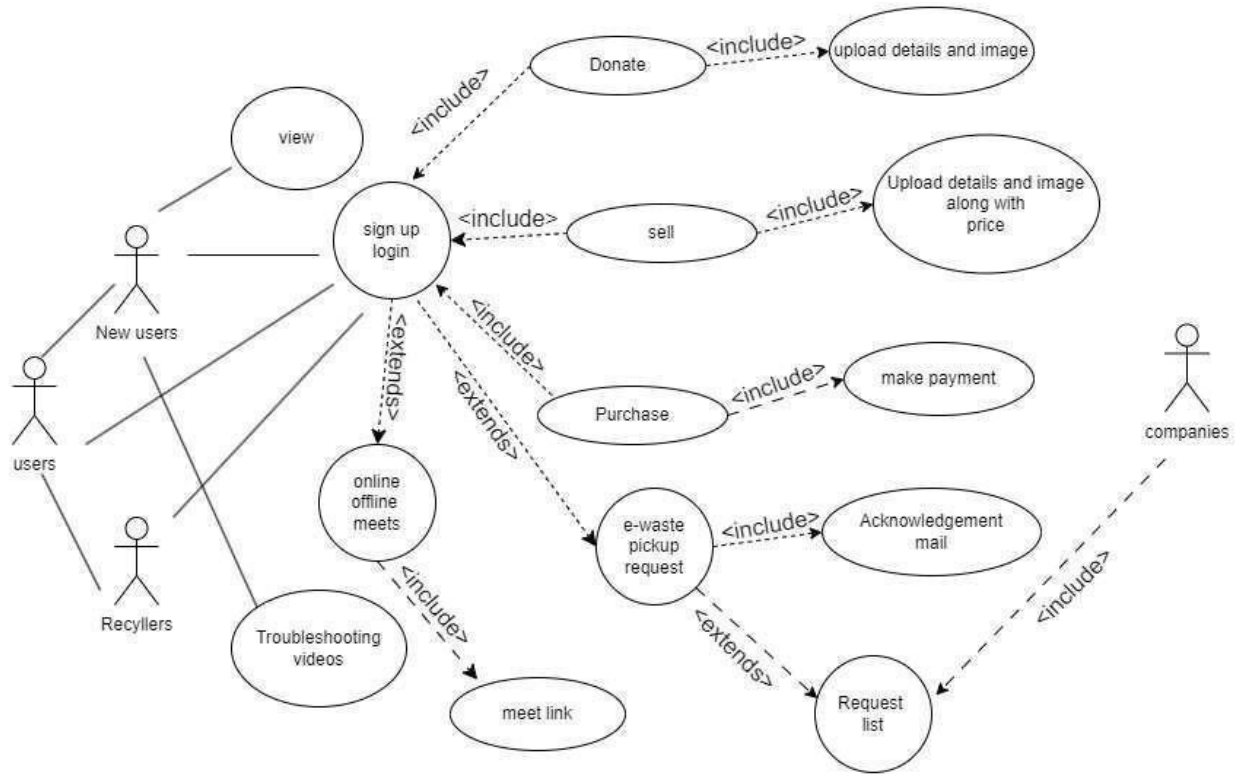 Donate
<include>
upload details and image
<include>
view
sign up
login
<include>
sell
<include>
Upload details and image
along with
price
New users
users
Recyllers
<extends>
<extends>
<include>
Purchase
<include>
make payment
companies
online
offline
meets
e-waste
pickup
request
<include>
Acknowledgement
mail
<include>
Troubleshooting
videos
<include>
meet link
<extends>
Request
list